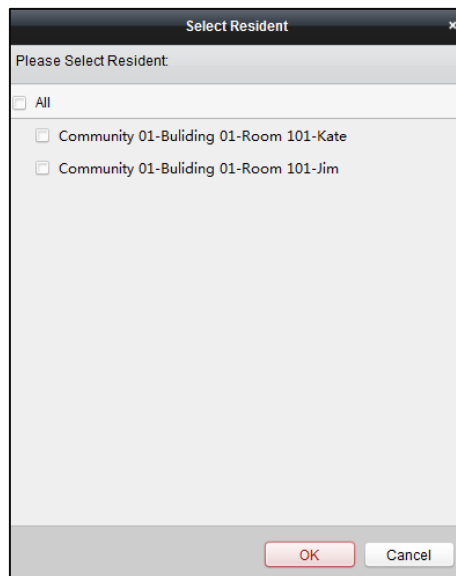 Select Resident ×
Please Select Resident:
All
Community 01-Buliding 01-Room 101-Kate
Community 01-Buliding 01-Room 101-Jim
OK Cancel